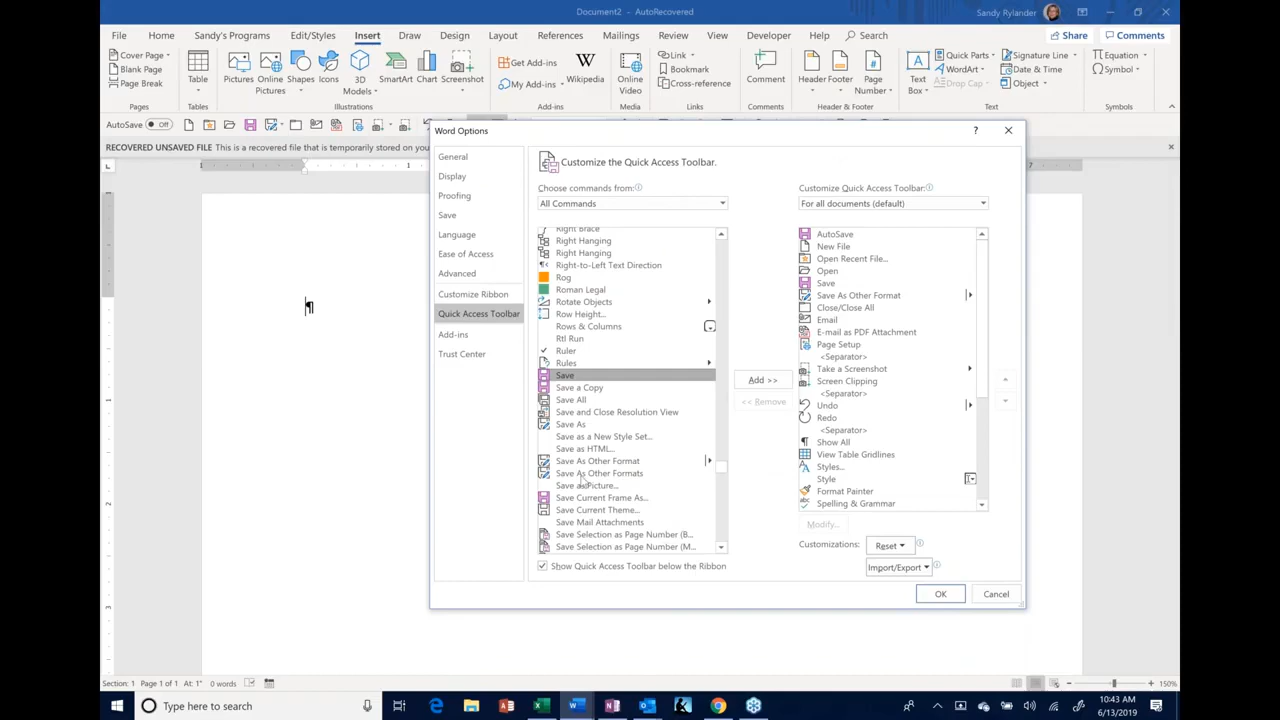 Document2 - AutoRecovered
Sandy Rylander
File Home Sandy's Programs Edit/Styles Insert Draw Design Layout References Mailings Review View Developer Help Search Share Comments
Cover Page
Blank Page
Page Break
Pages
Table
Tables
Pictures
Online Pictures
Shapes
Icons
3D Models
SmartArt
Chart
Screenshot
Illustrations
Get Add-ins
My Add-ins
Wikipedia
Add-ins
Online Video
Media
Link
Bookmark
Cross-reference
Links
Comment
Comments
Header
Footer
Page Number
Header & Footer
Text Box
Quick Parts
WordArt
Drop Cap
Signature Line
Date & Time
Object
Text
Equation
Symbol
Symbols
AutoSave Off
RECOVERED UNSAVED FILE This is a recovered file that is temporarily stored on you
Word Options
General
Display
Proofing
Save
Language
Ease of Access
Advanced
Customize Ribbon
Quick Access Toolbar
Add-ins
Trust Center
Customize the Quick Access Toolbar.
Choose commands from:
All Commands
Right Brace
Right Hanging
Right Hanging
Right-to-Left Text Direction
Rog
Roman Legal
Rotate Objects
Row Height...
Rows & Columns
Rtl Run
Ruler
Rules
Save
Save a Copy
Save All
Save and Close Resolution View
Save As
Save as a New Style Set...
Save as HTML...
Save As Other Format
Save As Other Formats
Save as Picture...
Save Current Frame As...
Save Current Theme...
Save Mail Attachments
Save Selection as Page Number (B...
Save Selection as Page Number (M...
Show Quick Access Toolbar below the Ribbon
Add >>
<< Remove
Customize Quick Access Toolbar:
For all documents (default)
AutoSave
New File
Open Recent File...
Open
Save
Save As Other Format
Close/Close All
Email
E-mail as PDF Attachment
Page Setup
<Separator>
Take a Screenshot
Screen Clipping
<Separator>
Undo
Redo
<Separator>
Show All
View Table Gridlines
Styles...
Style
Format Painter
Spelling & Grammar
Modify...
Customizations:
Reset
Import/Export
OK
Cancel
¶
Section: 1 Page 1 of 1 At: 1" 0 words
150%
Type here to search
10:43 AM
6/13/2019